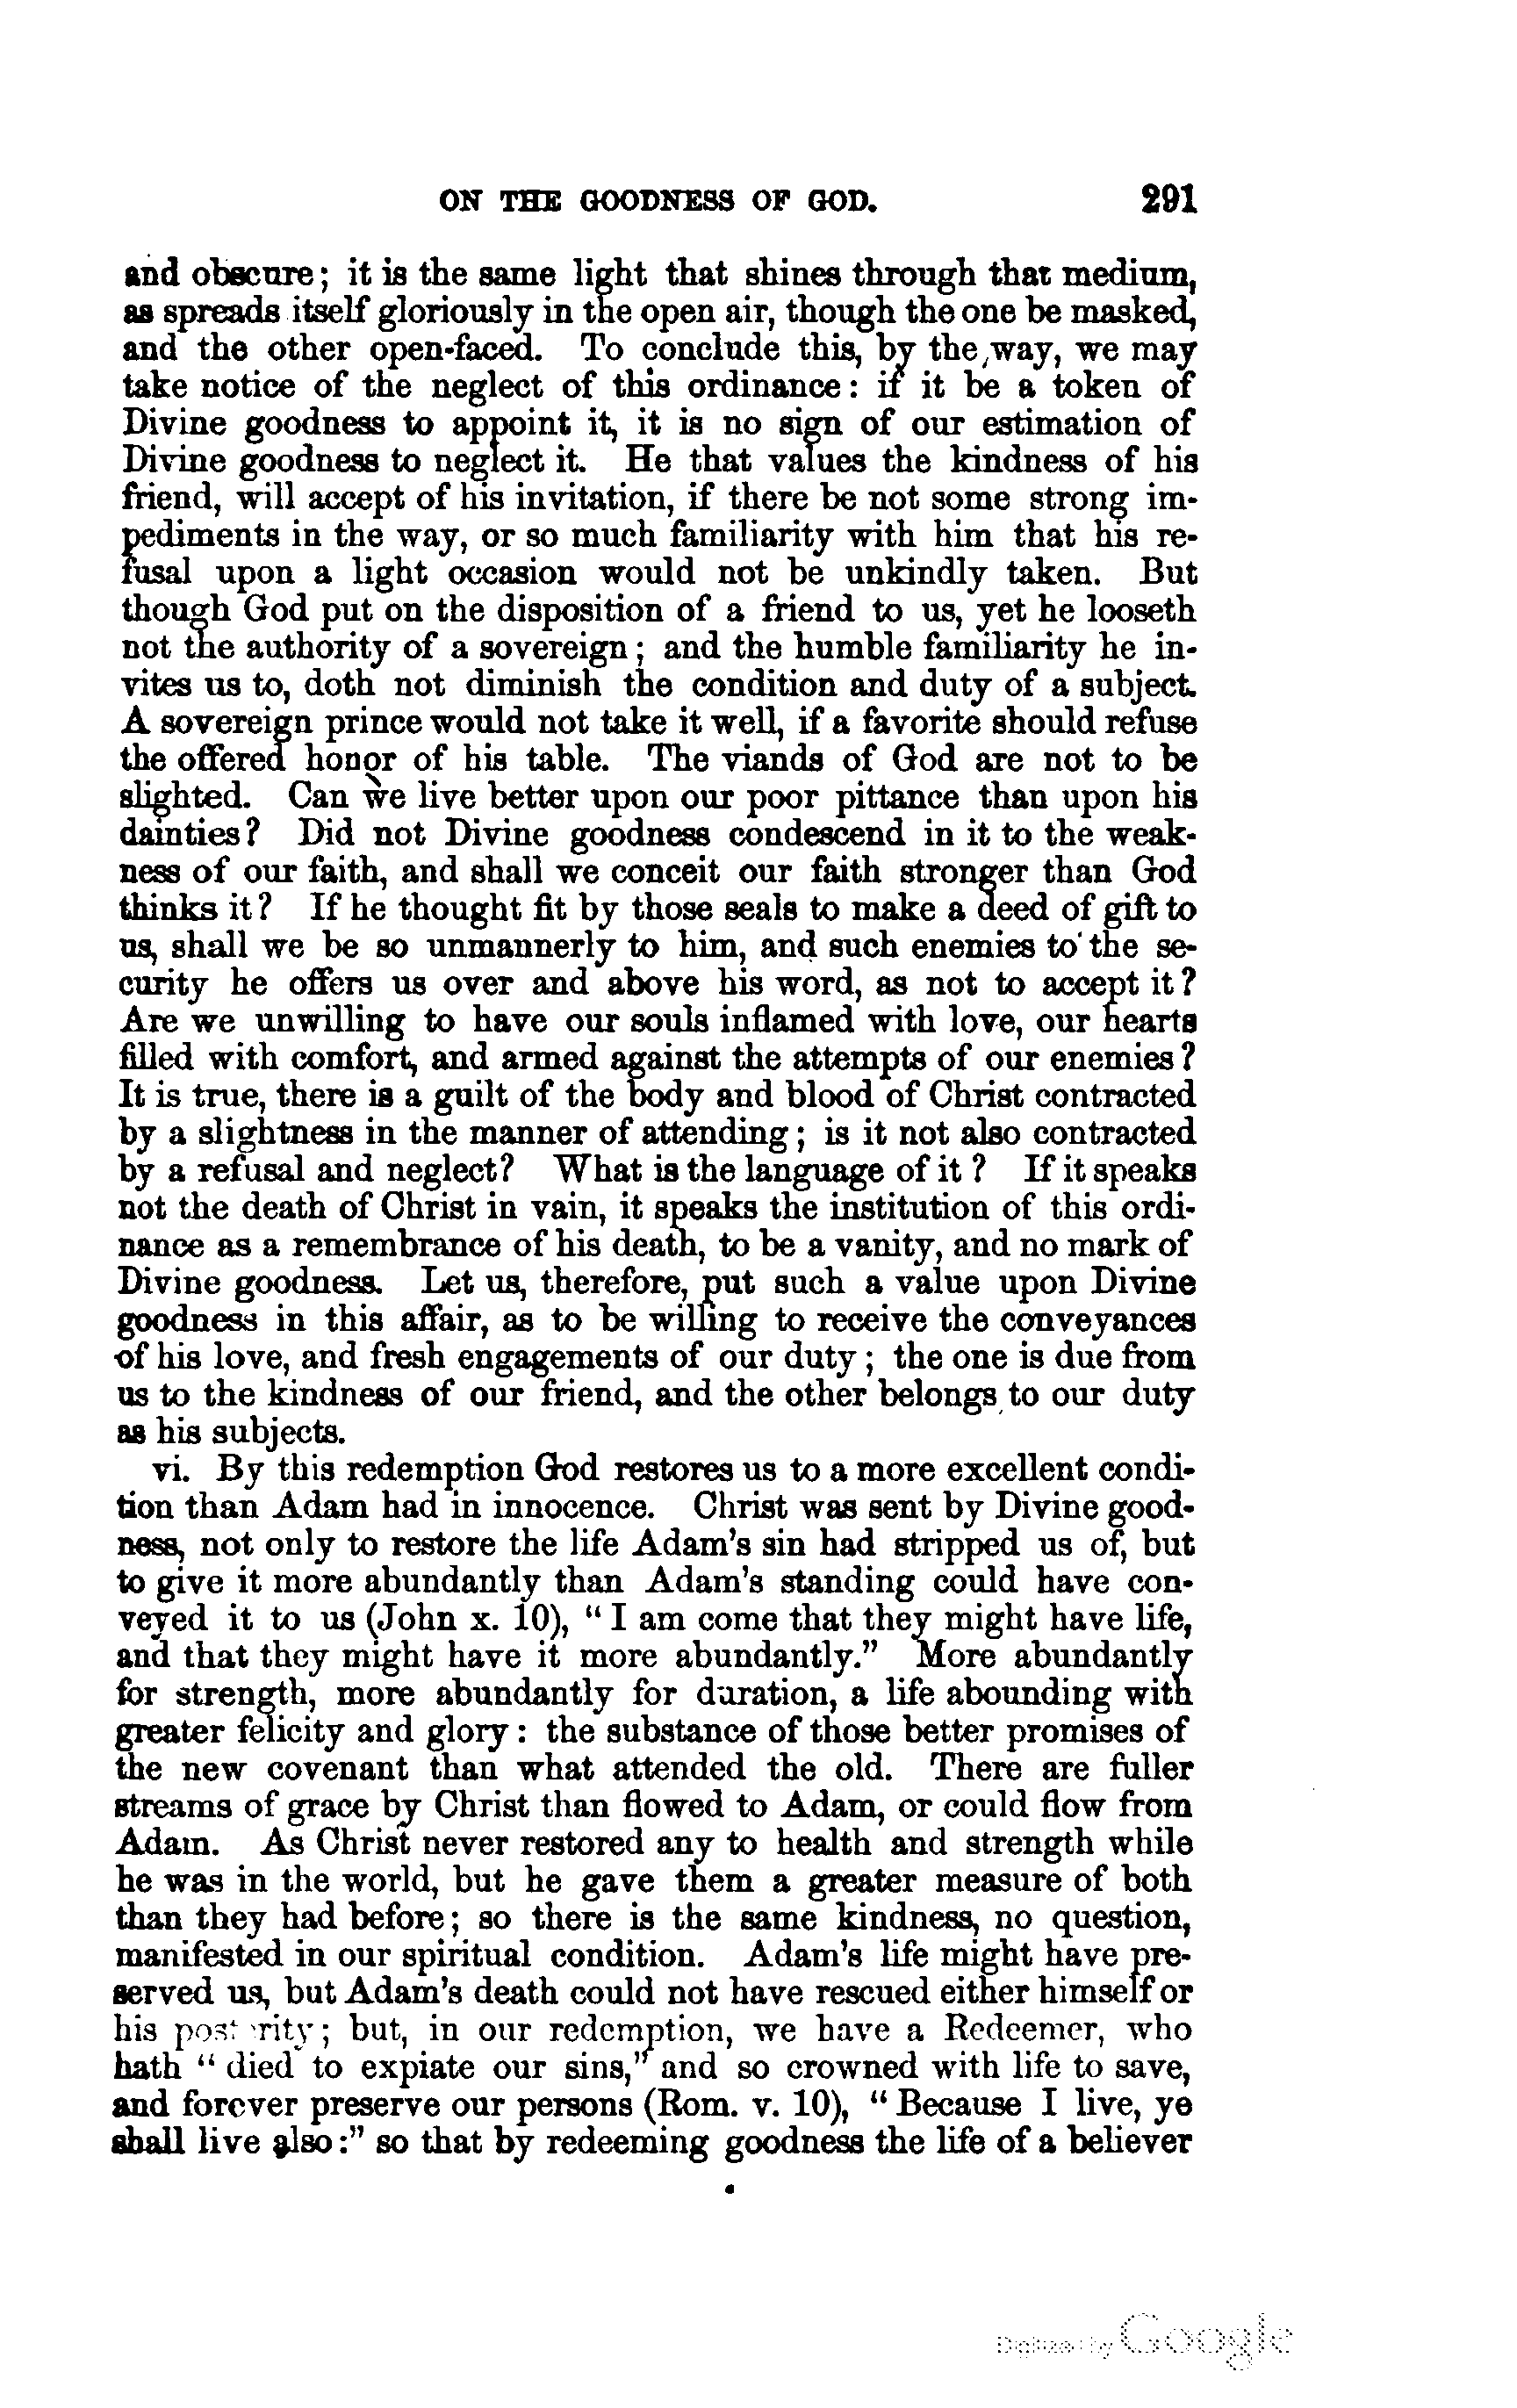 ON THE GOODNESS OF GOD. 291
and obscure; it is the same light that shines through that medium,
as spreads itself gloriously in the open air, though the one be masked,
and the other open-faced. To conclude this, by the way, we may
take notice of the neglect of this ordinance: if it be a token of
Divine goodness to appoint it, it is no sign of our estimation of
Divine goodness to neglect it. He that values the kindness of his
friend, will accept of his invitation, if there be not some strong im-
pediments in the way, or so much familiarity with him that his re-
fusal upon a light occasion would not be unkindly taken. But
though God put on the disposition of a friend to us, yet he looseth
not the authority of a sovereign; and the humble familiarity he in-
vites us to, doth not diminish the condition and duty of a subject.
A sovereign prince would not take it well, if a favorite should refuse
the offered honor of his table. The viands of God are not to be
slighted. Can we live better upon our poor pittance than upon his
dainties? Did not Divine goodness condescend in it to the weak-
ness of our faith, and shall we conceit our faith stronger than God
thinks it? If he thought fit by those seals to make a deed of gift to
us, shall we be so unmannerly to him, and such enemies to the se-
curity he offers us over and above his word, as not to accept it?
Are we unwilling to have our souls inflamed with love, our hearts
filled with comfort, and armed against the attempts of our enemies?
It is true, there is a guilt of the body and blood of Christ contracted
by a slightness in the manner of attending; is it not also contracted
by a refusal and neglect? What is the language of it? If it speaks
not the death of Christ in vain, it speaks the institution of this ordi-
nance as a remembrance of his death, to be a vanity, and no mark of
Divine goodness. Let us, therefore, put such a value upon Divine
goodness in this affair, as to be willing to receive the conveyances
of his love, and fresh engagements of our duty; the one is due from
us to the kindness of our friend, and the other belongs to our duty
as his subjects.
vi. By this redemption God restores us to a more excellent condi-
tion than Adam had in innocence. Christ was sent by Divine good-
ness, not only to restore the life Adam's sin had stripped us of, but
to give it more abundantly than Adam's standing could have con-
veyed it to us (John x. 10), "I am come that they might have life,
and that they might have it more abundantly." More abundantly
for strength, more abundantly for duration, a life abounding with
greater felicity and glory: the substance of those better promises of
the new covenant than what attended the old. There are fuller
streams of grace by Christ than flowed to Adam, or could flow from
Adam. As Christ never restored any to health and strength while
he was in the world, but he gave them a greater measure of both
than they had before; so there is the same kindness, no question,
manifested in our spiritual condition. Adam's life might have pre-
served us, but Adam's death could not have rescued either himself or
his posterity; but, in our redemption, we have a Redeemer, who
hath "died to expiate our sins," and so crowned with life to save,
and forever preserve our persons (Rom. v. 10), "Because I live, ye
shall live also:" so that by redeeming goodness the life of a believer
Digitized by Google